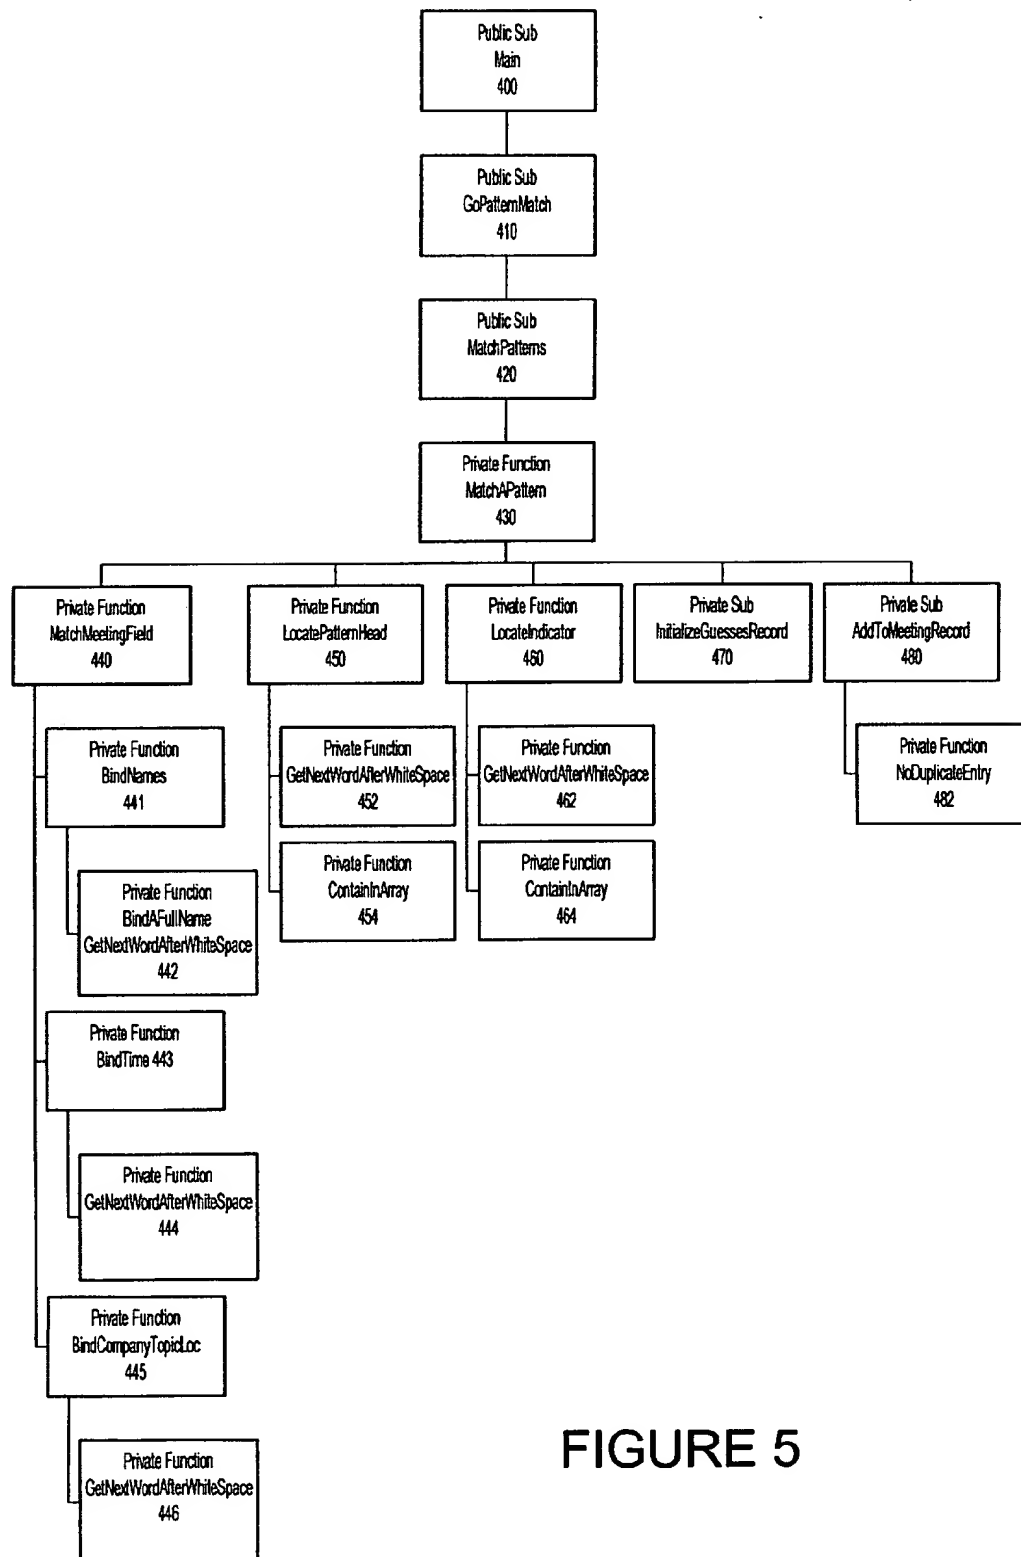 Public Sub
Main
400
Public Sub
GoPatternMatch
410
Public Sub
MatchPatterns
420
Private Function
MatchAPattern
430
Private Function
MatchMeetingField
440
Private Function
LocatePatternHead
450
Private Function
LocateIndicator
460
Private Sub
InitializeGuessesRecord
470
Private Sub
AddToMeetingRecord
480
Private Function
BindNames
441
Private Function
GetNextWordAfterWhiteSpace
452
Private Function
GetNextWordAfterWhiteSpace
462
Private Function
NoDuplicateEntry
482
Private Function
BindAFullName
GetNextWordAfterWhiteSpace
442
Private Function
ContainInArray
454
Private Function
ContainInArray
464
Private Function
BindTime 443
Private Function
GetNextWordAfterWhiteSpace
444
Private Function
BindCompanyTopicLoc
445
Private Function
GetNextWordAfterWhiteSpace
446
FIGURE 5